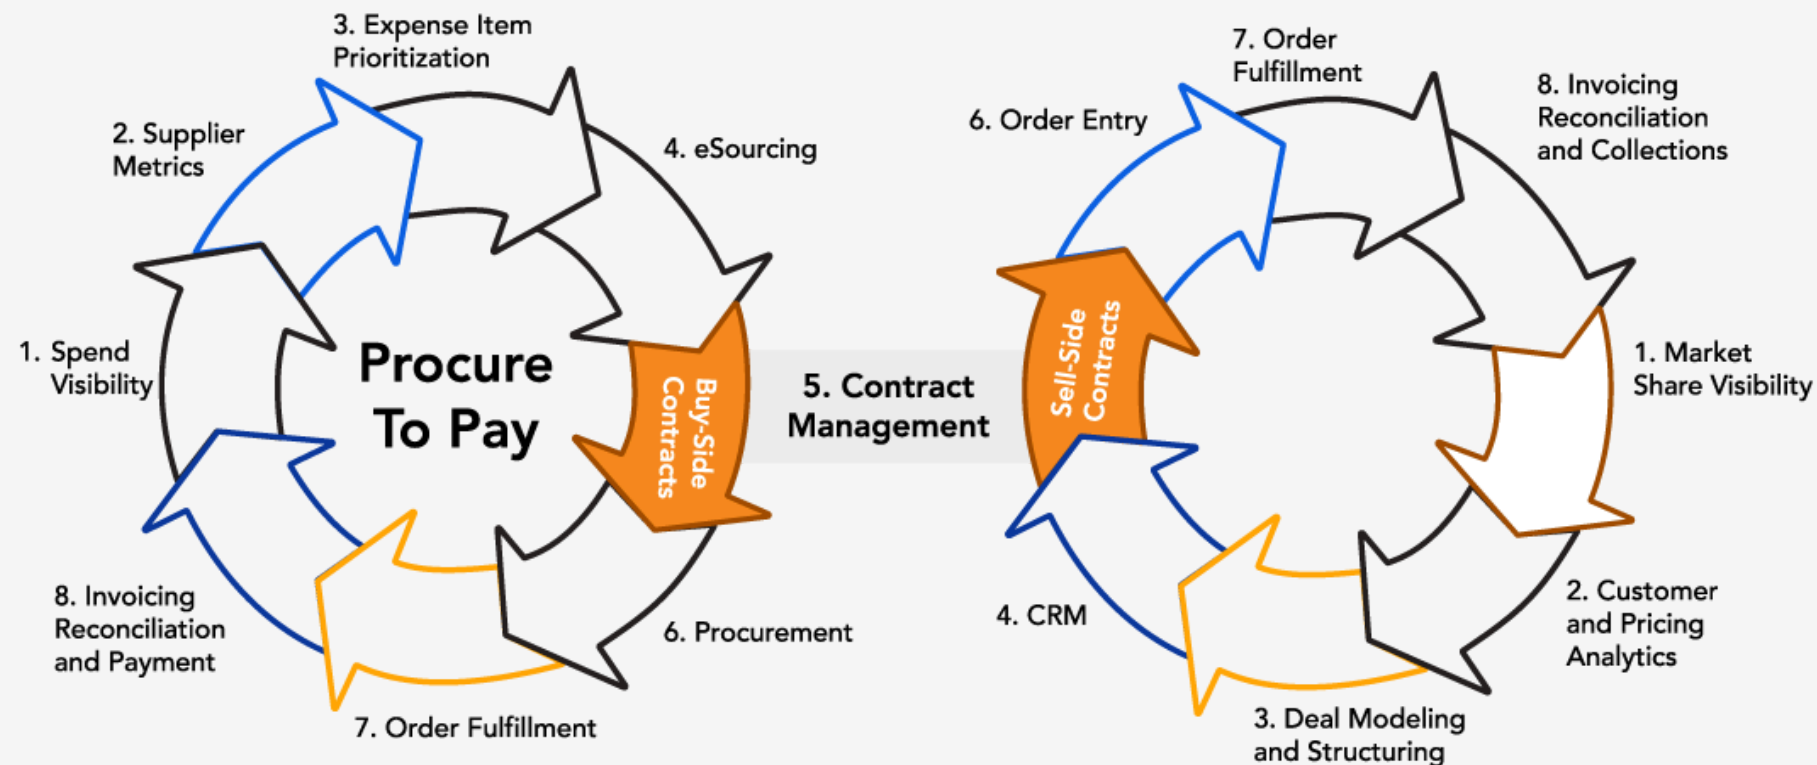 3. Expense Item
Prioritization
2. Supplier
Metrics
4. eSourcing
1. Spend
Visibility
Procure
To Pay
Buy-Side
Contracts
8. Invoicing
Reconciliation
and Payment
6. Procurement
7. Order Fulfillment
5. Contract
Management
7. Order
Fulfillment
6. Order Entry
8. Invoicing
Reconciliation
and Collections
Sell-Side
Contracts
1. Market
Share Visibility
4. CRM
2. Customer
and Pricing
Analytics
3. Deal Modeling
and Structuring